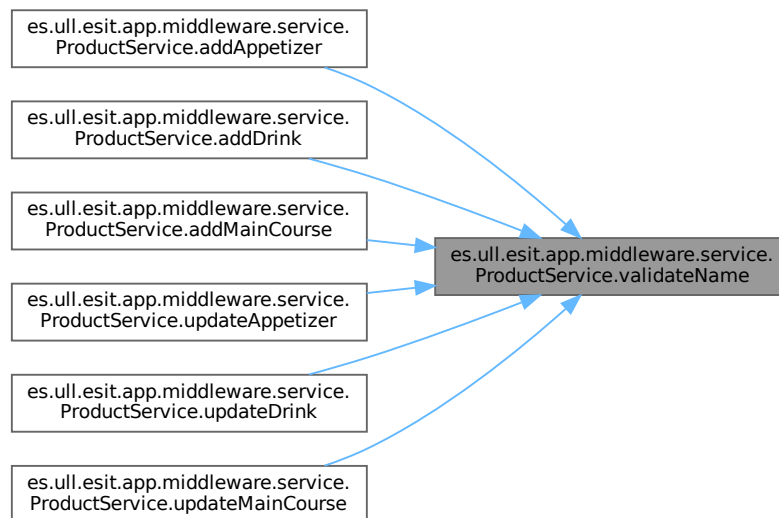 es.ull.esit.app.middleware.service.
ProductService.addAppetizer
es.ull.esit.app.middleware.service.
ProductService.addDrink
es.ull.esit.app.middleware.service.
ProductService.addMainCourse
es.ull.esit.app.middleware.service.
ProductService.validateName
es.ull.esit.app.middleware.service.
ProductService.updateAppetizer
es.ull.esit.app.middleware.service.
ProductService.updateDrink
es.ull.esit.app.middleware.service.
ProductService.updateMainCourse